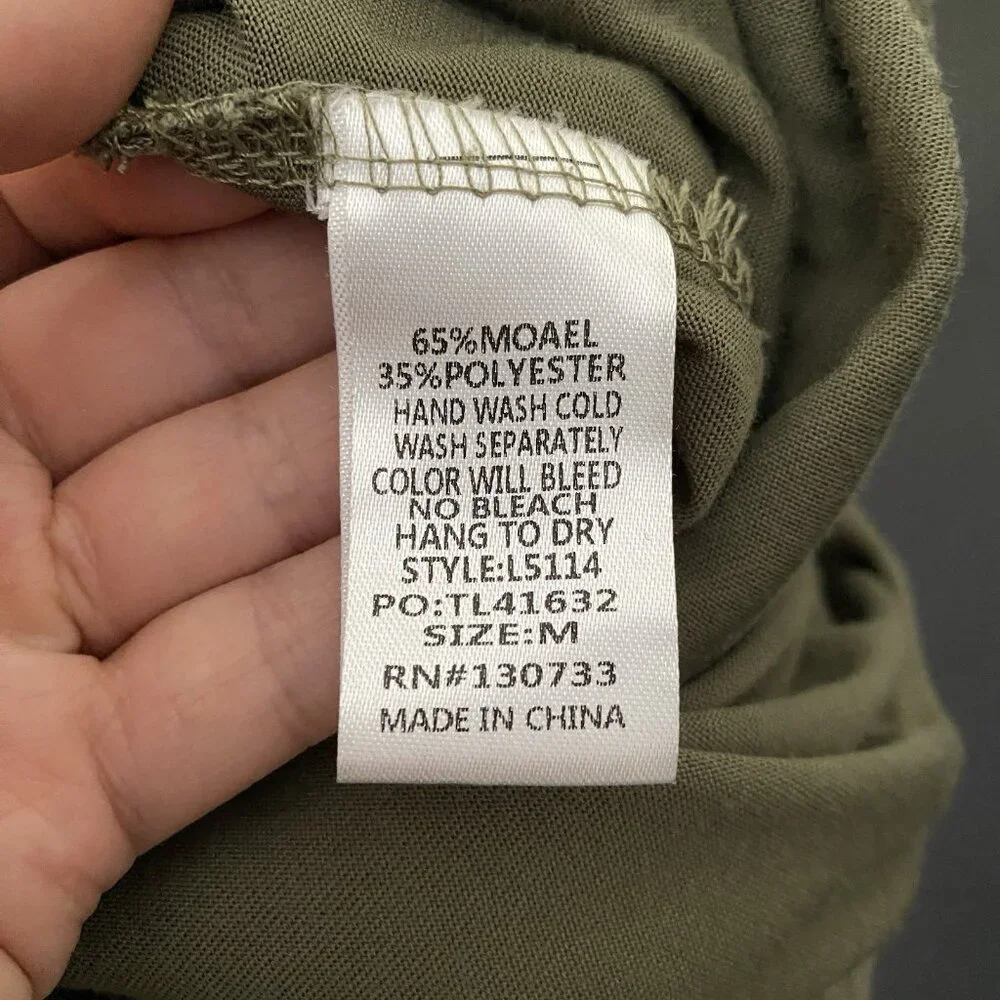 65%MOAEL
35%POLYESTER
HAND WASH COLD
WASH SEPARATELY
COLOR WILL BLEED
NO BLEACH
HANG TO DRY
STYLE:L5114
PO:TL41632
SIZE:M
RN#130733
MADE IN CHINA